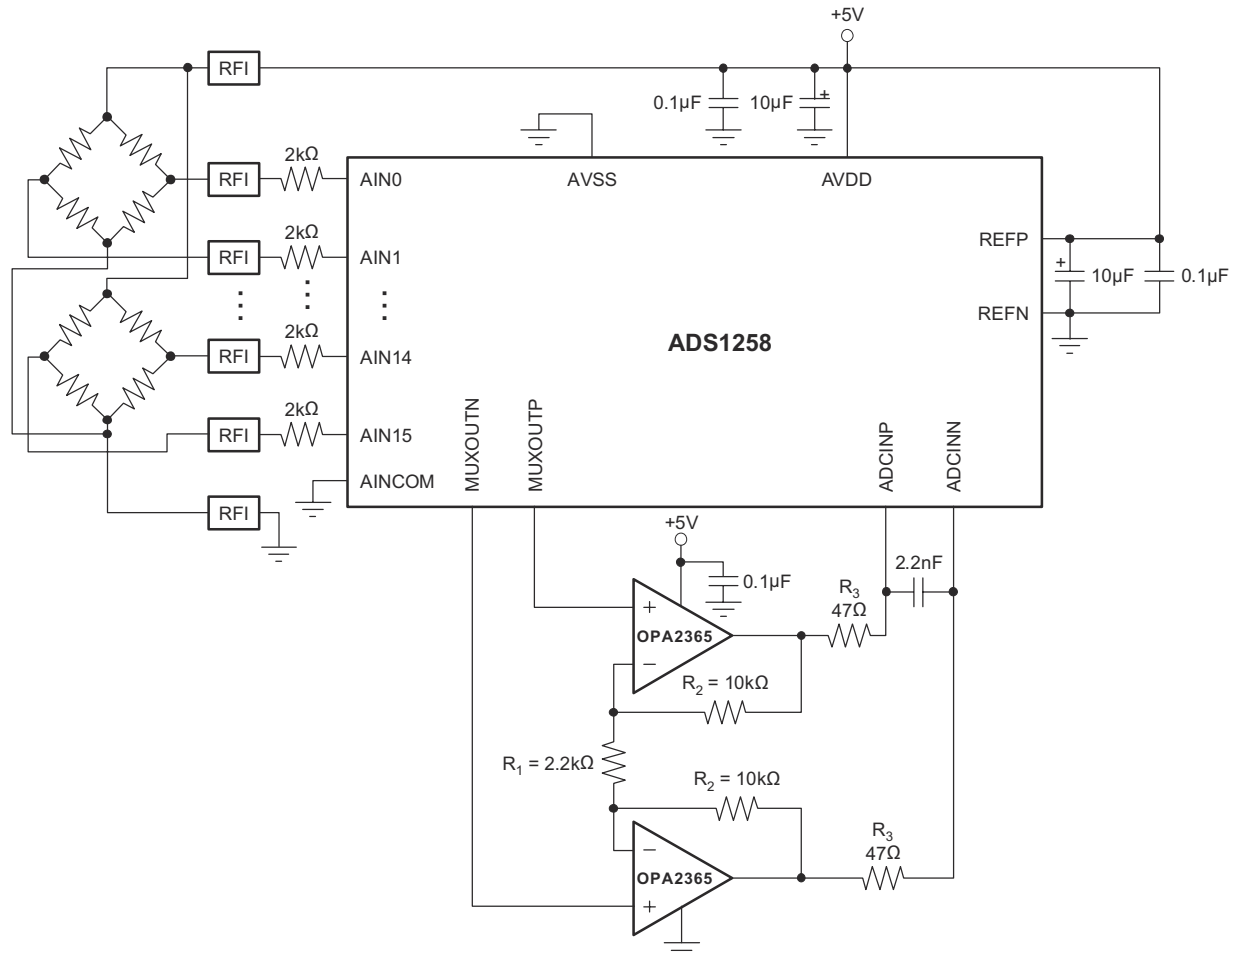 +5V
RFI
0.1µF
10µF
+
2kΩ
RFI
AIN0
AVSS
AVDD
REFP
2kΩ
RFI
AIN1
+
10µF
0.1µF
REFN
2kΩ
RFI
AIN14
ADS1258
2kΩ
RFI
AIN15
AINCOM
MUXOUTN
MUXOUTP
ADCINP
ADCINN
RFI
+5V
0.1µF
2.2nF
+
OPA2365
−
R3
47Ω
R2 = 10kΩ
R1 = 2.2kΩ
R2 = 10kΩ
−
OPA2365
+
R3
47Ω